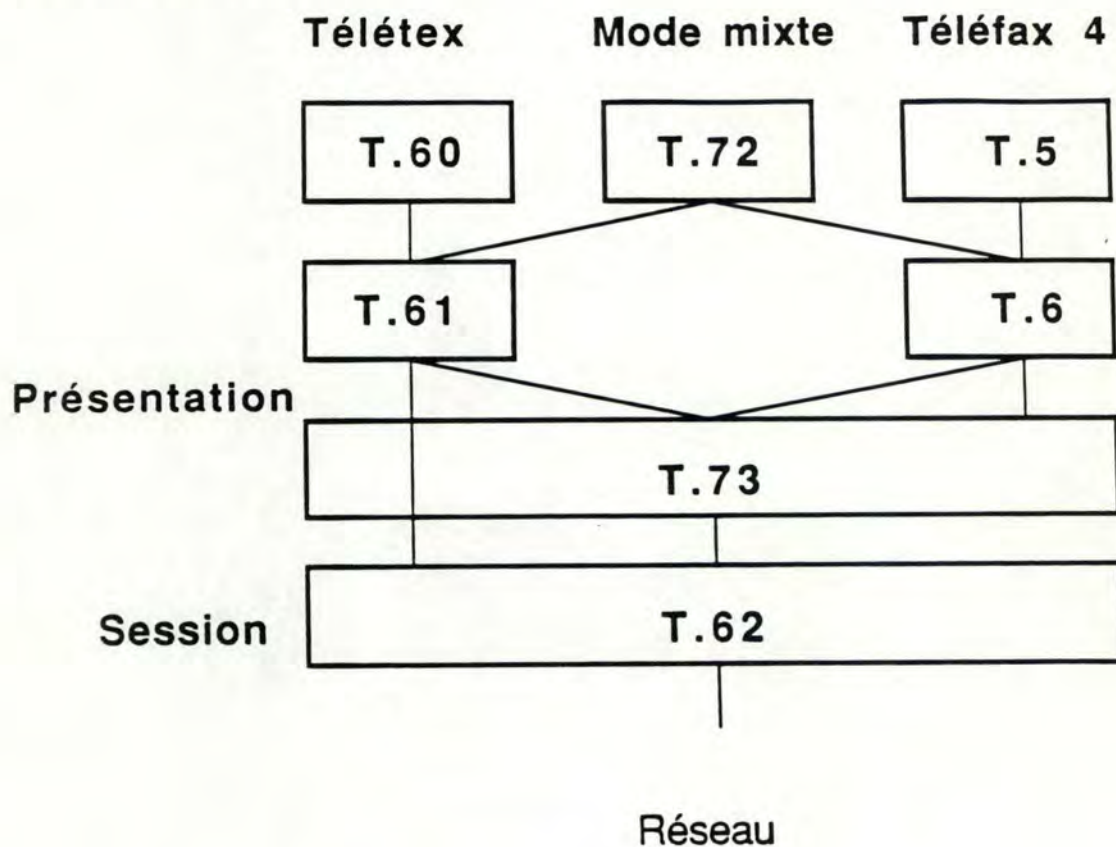 Télétex Mode mixte Téléfax 4
T.60 T.72 T.5
T.61 T.6
Présentation
T.73
Session T.62
Réseau